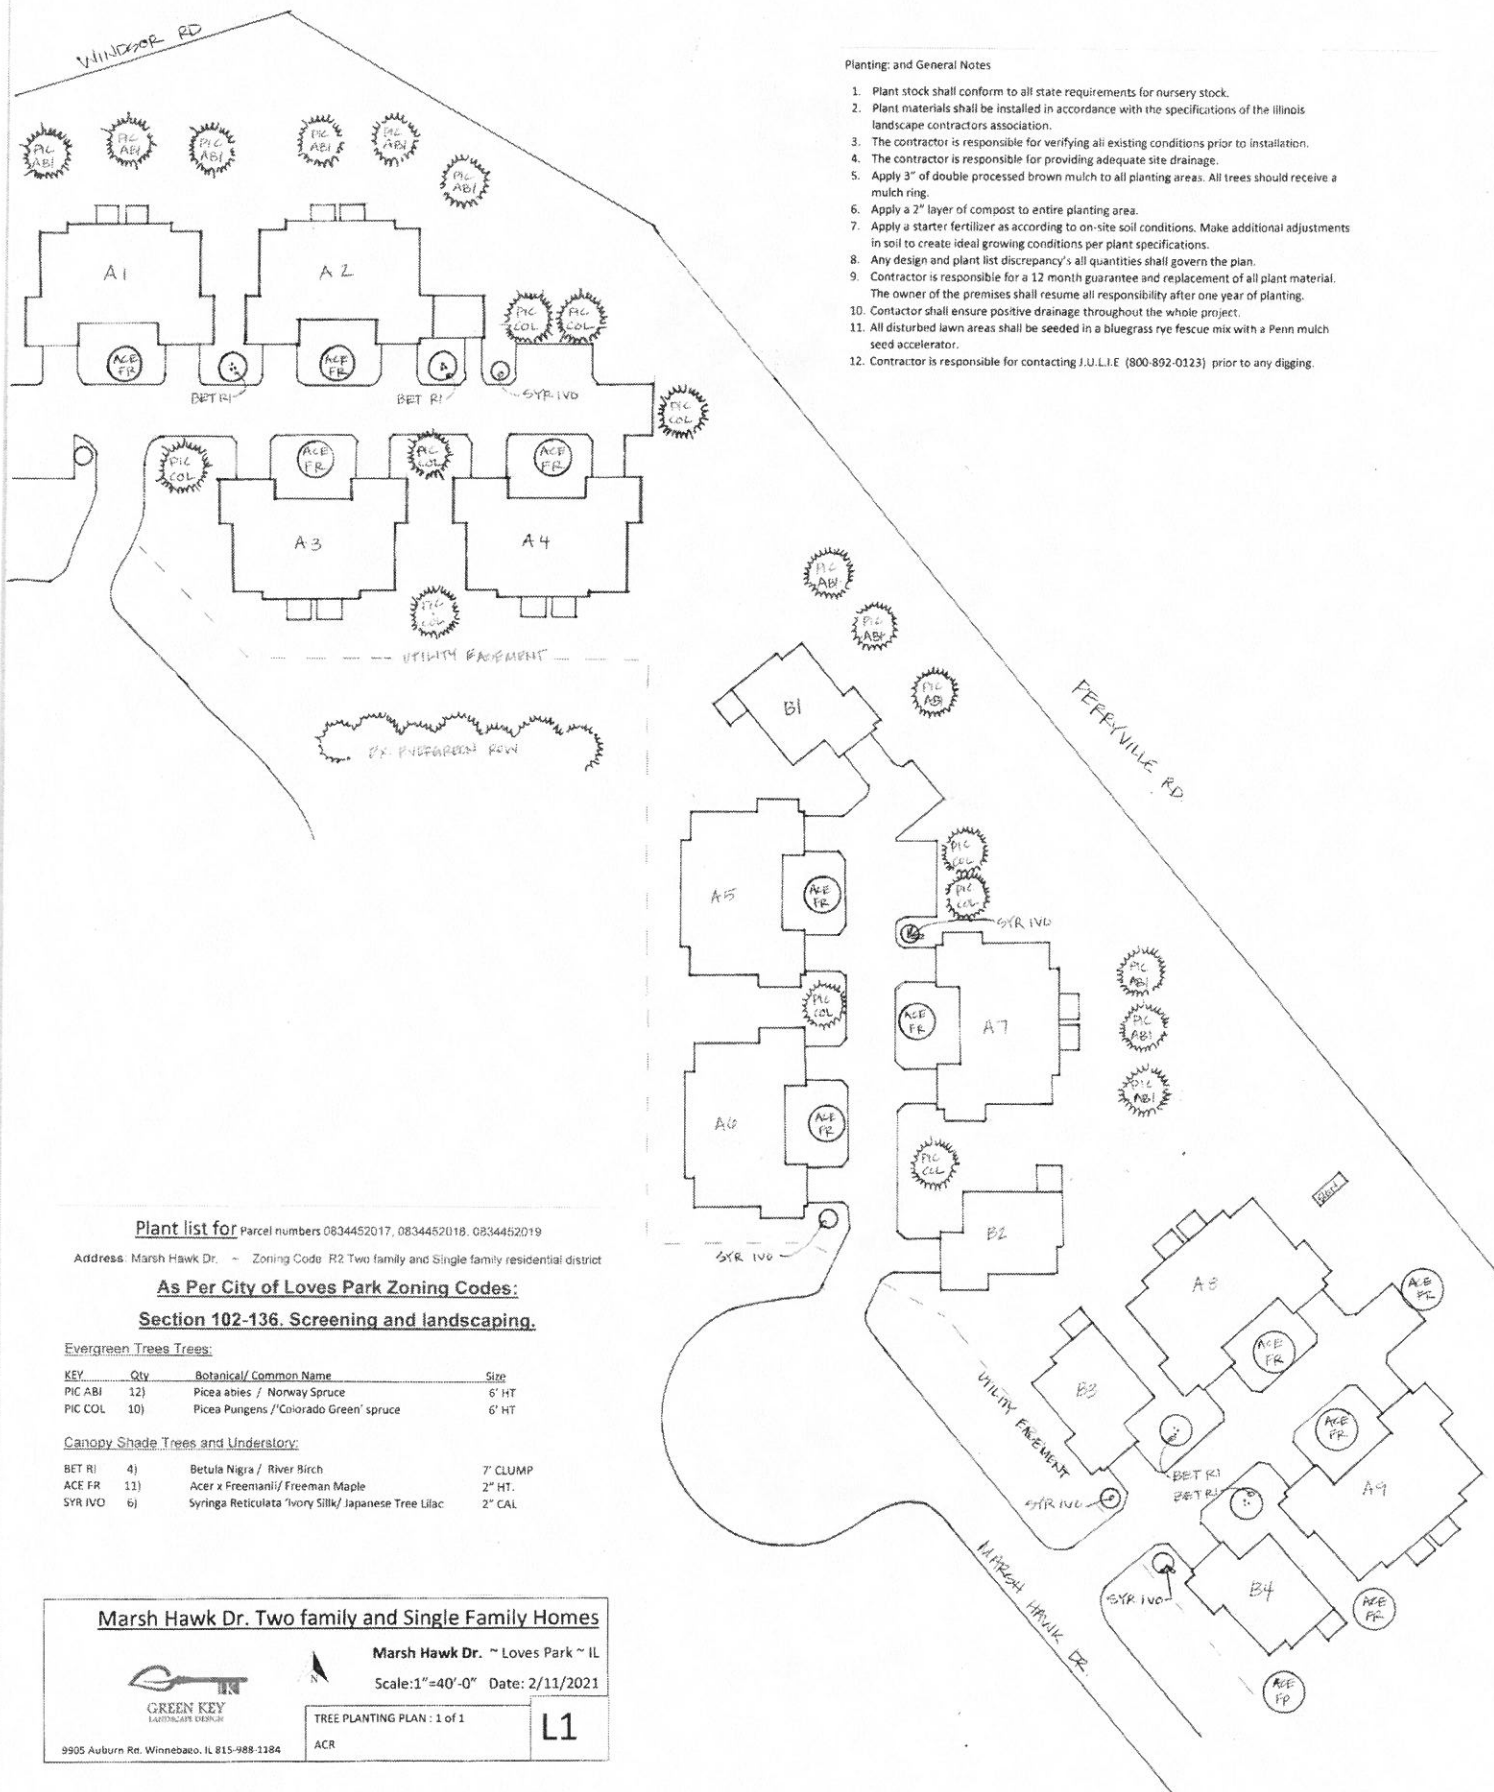 WINDSOR RD
Planting: and General Notes
1. Plant stock shall conform to all state requirements for nursery stock.
2. Plant materials shall be installed in accordance with the specifications of the Illinois
landscape contractors association.
3. The contractor is responsible for verifying all existing conditions prior to installation.
4. The contractor is responsible for providing adequate site drainage.
5. Apply 3" of double processed brown mulch to all planting areas. All trees should receive a
mulch ring.
6. Apply a 2" layer of compost to entire planting area.
7. Apply a starter fertilizer as according to on-site soil conditions. Make additional adjustments
in soil to create ideal growing conditions per plant specifications.
8. Any design and plant list discrepancy's all quantities shall govern the plan.
9. Contractor is responsible for a 12 month guarantee and replacement of all plant material.
The owner of the premises shall resume all responsibility after one year of planting.
10. Contactor shall ensure positive drainage throughout the whole project.
11. All disturbed lawn areas shall be seeded in a bluegrass rye fescue mix with a Penn mulch
seed accelerator.
12. Contractor is responsible for contacting J.U.L.I.E (800-892-0123) prior to any digging.
PIC
ABI
PIC
ABI
PIC
ABI
PIC
ABI
PIC
ABI
PIC
ABI
A1
A2
PIC
COL
PIC
COL
ACE
FR
ACE
FR
BET RI
BET RI
SYR IVO
PIC
COL
PIC
COL
ACE
FR
PIC
COL
ACE
FR
A3
A4
PIC
COL
UTILITY EASEMENT
EX. EVERGREEN ROW
PIC
ABI
PIC
ABI
PIC
ABI
B1
PERRYVILLE RD
PIC
COL
PIC
COL
A5
ACE
FR
SYR IVO
PIC
ABI
PIC
ABI
PIC
ABI
PIC
COL
ACE
FR
A7
A6
ACE
FR
PIC
COL
B2
SYR IVO
A8
ACE
FR
ACE
FR
B3
UTILITY EASEMENT
ACE
FR
BET RI
BET RI
A9
SYR IVO
MARSH HAWK DR.
SYR IVO
B4
ACE
FR
ACE
FR
Plant list for Parcel numbers 0834452017, 0834452018, 0834452019
Address: Marsh Hawk Dr. ~ Zoning Code R2 Two family and Single family residential district
As Per City of Loves Park Zoning Codes:
Section 102-136. Screening and landscaping.
Evergreen Trees Trees:
KEY Qty Botanical/ Common Name Size
PIC ABI 12) Picea abies / Norway Spruce 6' HT
PIC COL 10) Picea Pungens /'Colorado Green' spruce 6' HT
Canopy Shade Trees and Understory:
BET RI 4) Betula Nigra / River Birch 7' CLUMP
ACE FR 11) Acer x Freemanii/ Freeman Maple 2" HT.
SYR IVO 6) Syringa Reticulata 'Ivory Silk/ Japanese Tree Lilac 2" CAL
Marsh Hawk Dr. Two family and Single Family Homes
Marsh Hawk Dr. ~ Loves Park ~ IL
Scale:1"=40'-0" Date: 2/11/2021
N
GREEN KEY
LANDSCAPE DESIGN
TREE PLANTING PLAN : 1 of 1
ACR
L1
9905 Auburn Rd. Winnebago, IL 815-988-1184